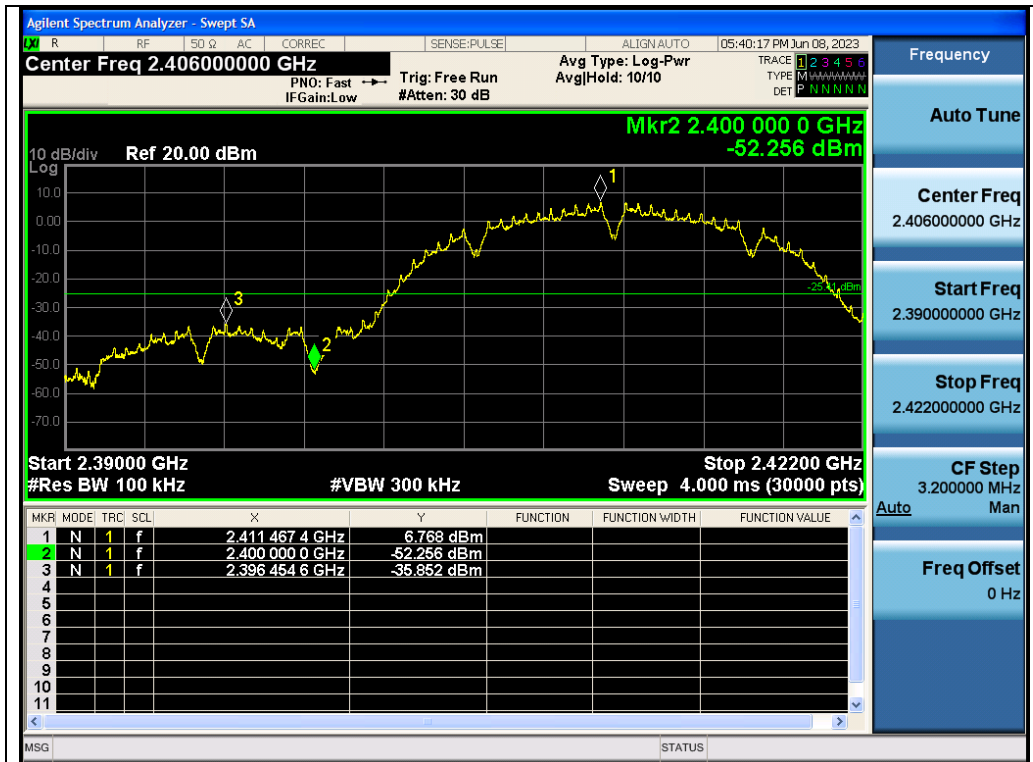 Agilent Spectrum Analyzer - Swept SA
LXI R RF 50 Ω AC CORREC SENSE:PULSE ALIGNAUTO 05:40:17 PM Jun 08, 2023
Center Freq 2.406000000 GHz
PNO: Fast
IFGain:Low
Trig: Free Run
#Atten: 30 dB
Avg Type: Log-Pwr
Avg|Hold: 10/10
TRACE 1 2 3 4 5 6
TYPE M WWWWW
DET P N N N N N
Mkr2 2.400 000 0 GHz
-52.256 dBm
10 dB/div Ref 20.00 dBm
Log
10.0
0.00
-10.0
-20.0
-30.0
-40.0
-50.0
-60.0
-70.0
1
2
3
Start 2.39000 GHz Stop 2.42200 GHz
#Res BW 100 kHz #VBW 300 kHz Sweep 4.000 ms (30000 pts)
MKR MODE TRC SCL X Y FUNCTION FUNCTION WIDTH FUNCTION VALUE
1 N 1 f 2.411 467 4 GHz 6.768 dBm
2 N 1 f 2.400 000 0 GHz -52.256 dBm
3 N 1 f 2.396 454 6 GHz -35.852 dBm
4
5
6
7
8
9
10
11
MSG STATUS
Frequency
Auto Tune
Center Freq
2.406000000 GHz
Start Freq
2.390000000 GHz
Stop Freq
2.422000000 GHz
CF Step
3.200000 MHz
Auto Man
Freq Offset
0 Hz